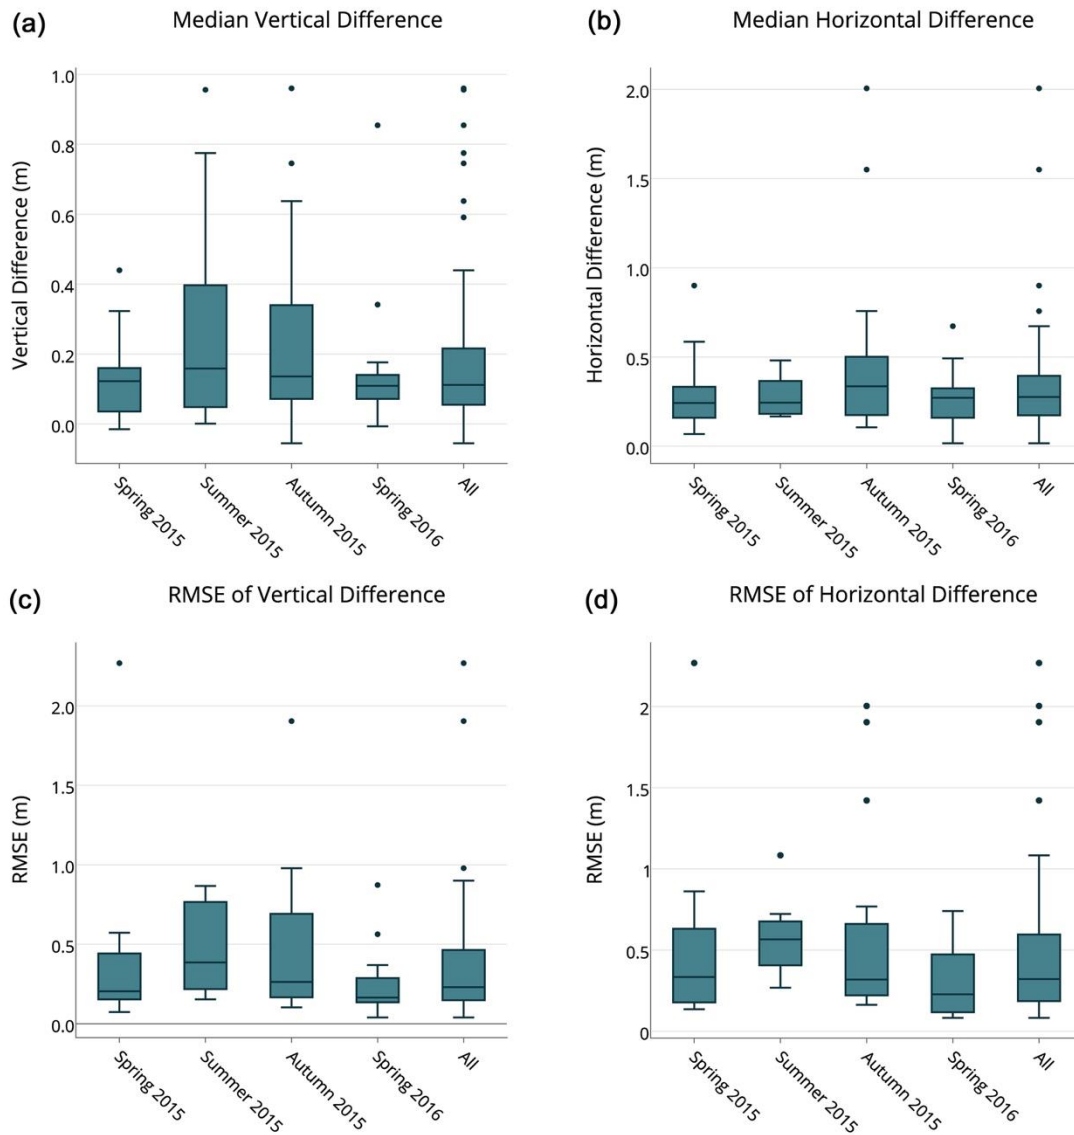 (a) Median Vertical Difference
Vertical Difference (m)
1.0
0.8
0.6
0.4
0.2
0.0
Spring 2015
Summer 2015
Autumn 2015
Spring 2016
All
(b) Median Horizontal Difference
Horizontal Difference (m)
2.0
1.5
1.0
0.5
0.0
Spring 2015
Summer 2015
Autumn 2015
Spring 2016
All
(c) RMSE of Vertical Difference
RMSE (m)
2.0
1.5
1.0
0.5
0.0
Spring 2015
Summer 2015
Autumn 2015
Spring 2016
All
(d) RMSE of Horizontal Difference
RMSE (m)
2
1.5
1
0.5
0
Spring 2015
Summer 2015
Autumn 2015
Spring 2016
All